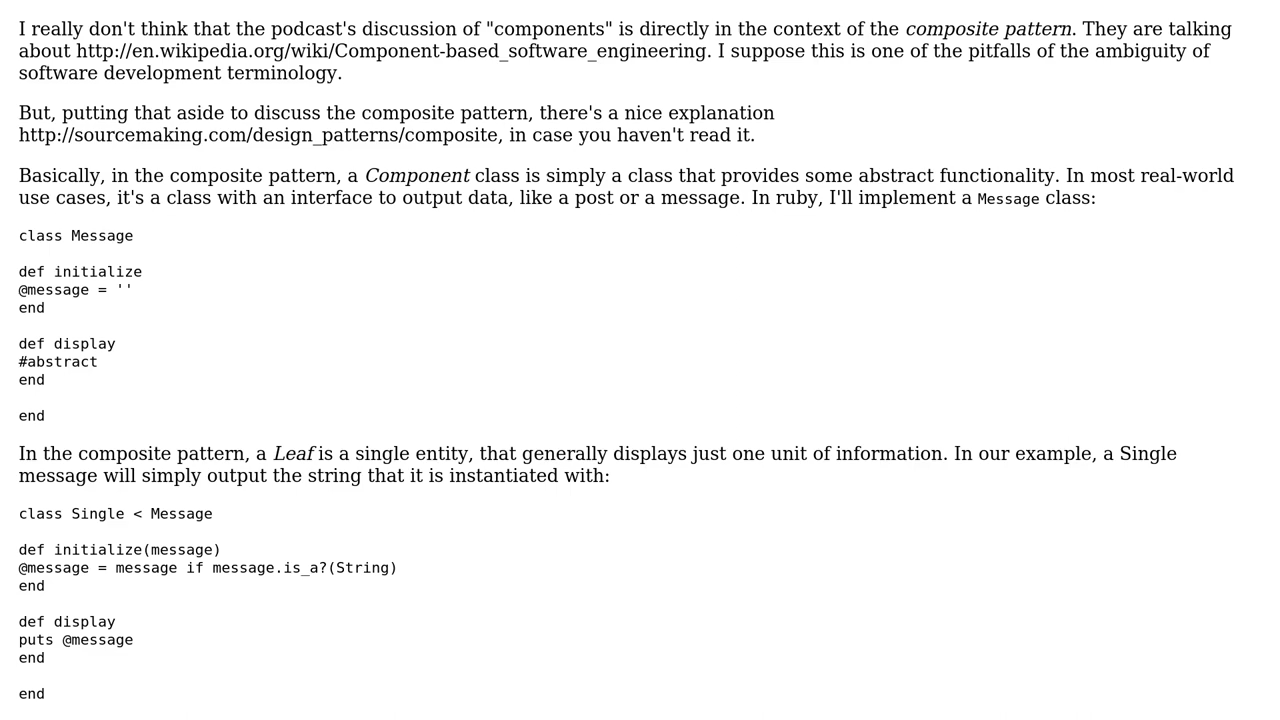 I really don't think that the podcast's discussion of "components" is directly in the context of the composite pattern. They are talking
about http://en.wikipedia.org/wiki/Component-based_software_engineering. I suppose this is one of the pitfalls of the ambiguity of
software development terminology.
But, putting that aside to discuss the composite pattern, there's a nice explanation
http://sourcemaking.com/design_patterns/composite, in case you haven't read it.
Basically, in the composite pattern, a Component class is simply a class that provides some abstract functionality. In most real-world
use cases, it's a class with an interface to output data, like a post or a message. In ruby, I'll implement a Message class:
class Message
def initialize
@message = ''
end
def display
#abstract
end
end
In the composite pattern, a Leaf is a single entity, that generally displays just one unit of information. In our example, a Single
message will simply output the string that it is instantiated with:
class Single < Message
def initialize(message)
@message = message if message.is_a?(String)
end
def display
puts @message
end
end